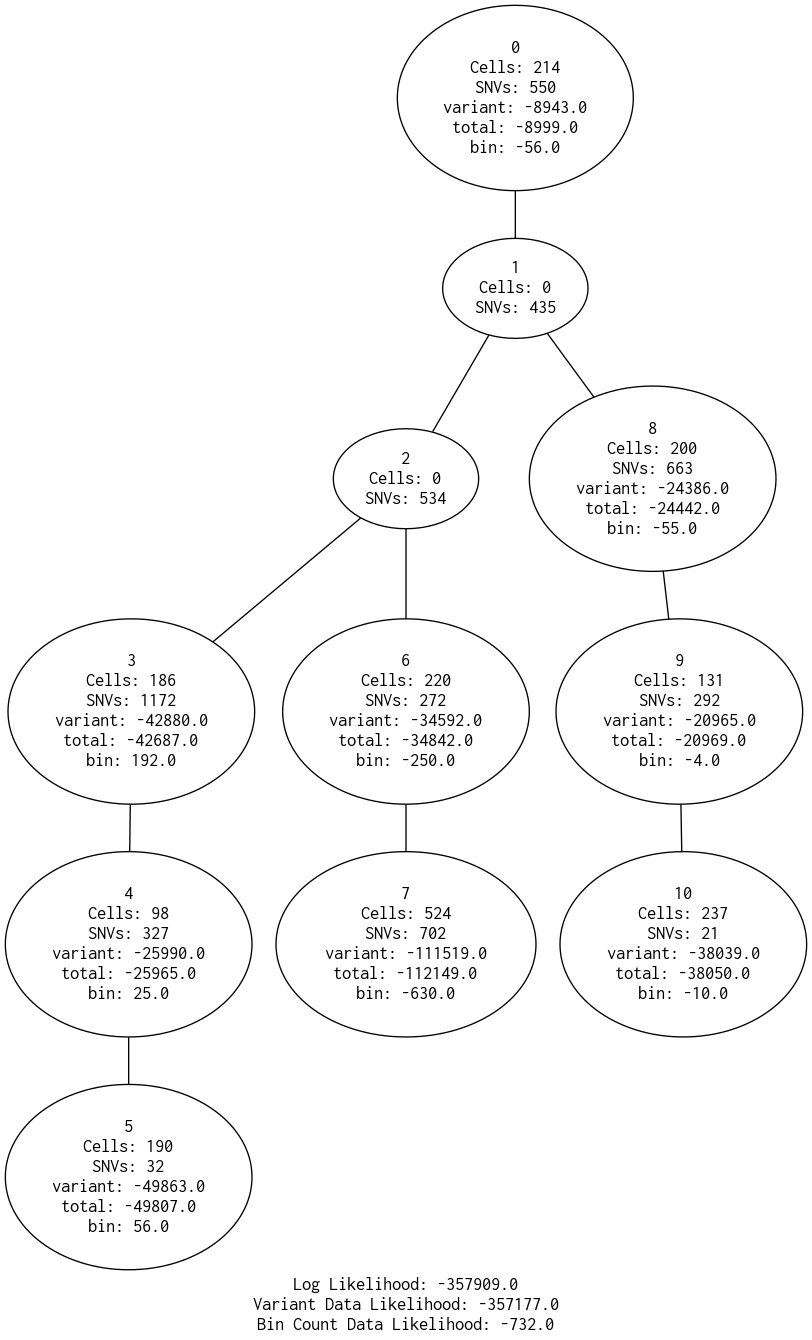 0
Cells: 214
SNVs: 550
variant: -8943.0
total: -8999.0
bin: -56.0
1
Cells: 0
SNVs: 435
2
Cells: 0
SNVs: 534
8
Cells: 200
SNVs: 663
variant: -24386.0
total: -24442.0
bin: -55.0
3
Cells: 186
SNVs: 1172
variant: -42880.0
total: -42687.0
bin: 192.0
6
Cells: 220
SNVs: 272
variant: -34592.0
total: -34842.0
bin: -250.0
9
Cells: 131
SNVs: 292
variant: -20965.0
total: -20969.0
bin: -4.0
4
Cells: 98
SNVs: 327
variant: -25990.0
total: -25965.0
bin: 25.0
7
Cells: 524
SNVs: 702
variant: -111519.0
total: -112149.0
bin: -630.0
10
Cells: 237
SNVs: 21
variant: -38039.0
total: -38050.0
bin: -10.0
5
Cells: 190
SNVs: 32
variant: -49863.0
total: -49807.0
bin: 56.0
Log Likelihood: -357909.0
Variant Data Likelihood: -357177.0
Bin Count Data Likelihood: -732.0